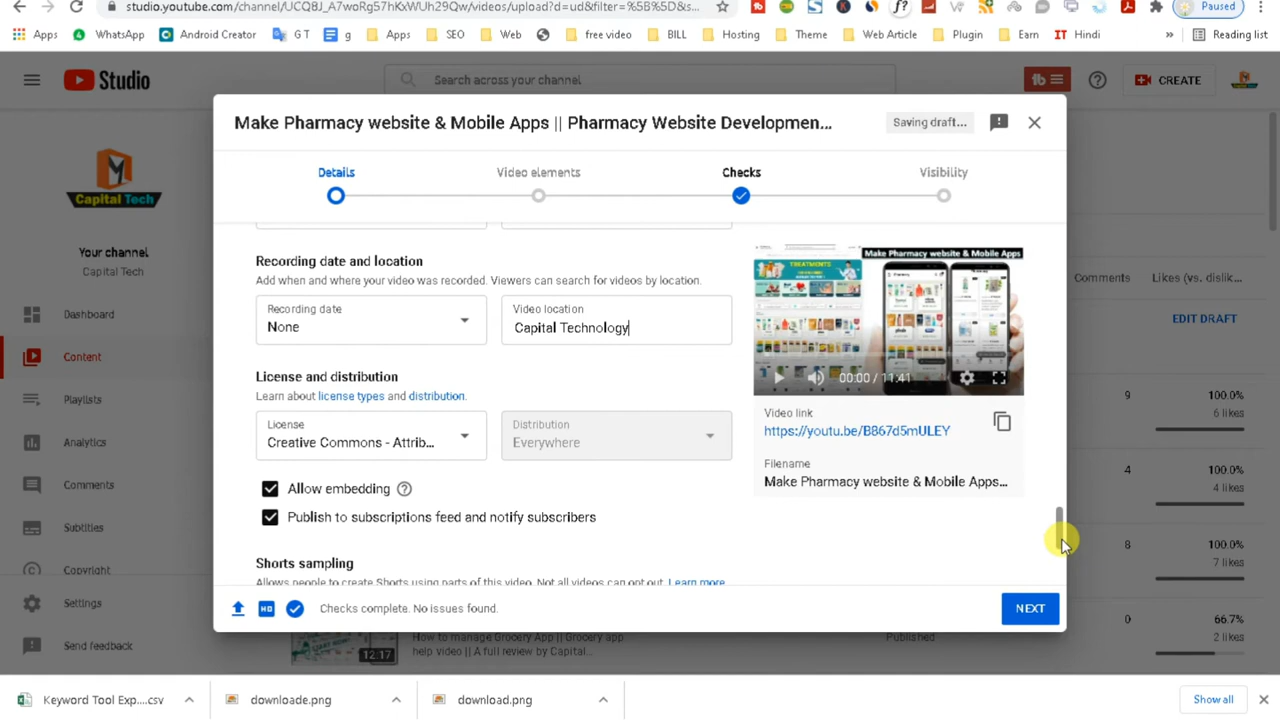 studio.youtube.com/channel/UCQ8J_A7woRg57hKxWUh29Qw/videos/upload?d=ud&filter=%5B%5D&s...
Paused
Apps WhatsApp Android Creator G T g Apps SEO Web free video BILL Hosting Theme Web Article Plugin Earn IT Hindi » Reading list
Studio
Search across your channel
CREATE
Make Pharmacy website & Mobile Apps || Pharmacy Website Developmen...
Saving draft...
Details Video elements Checks Visibility
Capital Tech
Your channel
Capital Tech
Dashboard
Content
Playlists
Analytics
Comments
Subtitles
Copyright
Settings
Send feedback
Recording date and location
Add when and where your video was recorded. Viewers can search for videos by location.
Recording date
None
Video location
Capital Technology
License and distribution
Learn about license types and distribution.
License
Creative Commons - Attrib...
Distribution
Everywhere
Allow embedding
Publish to subscriptions feed and notify subscribers
Shorts sampling
Allows people to create Shorts using parts of this video. Not all videos can opt out. Learn more
Make Pharmacy website & Mobile Apps
TREATMENTS
00:00 / 11:41
Video link
https://youtu.be/B867d5mULEY
Filename
Make Pharmacy website & Mobile Apps...
HD
Checks complete. No issues found.
NEXT
Comments Likes (vs. dislik...
EDIT DRAFT
9 100.0%
6 likes
4 100.0%
4 likes
8 100.0%
7 likes
0 66.7%
2 likes
How to manage Grocery App || Grocery app
help video || A full review by Capital...
12:17
Published
Keyword Tool Exp....csv
downloade.png
download.png
Show all